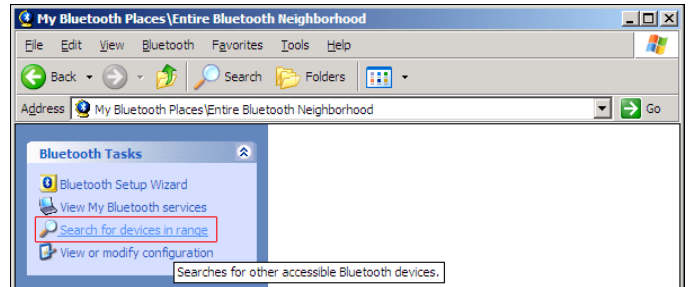 My Bluetooth Places\Entire Bluetooth Neighborhood
File Edit View Bluetooth Favorites Tools Help
Back Search Folders
Address My Bluetooth Places\Entire Bluetooth Neighborhood Go
Bluetooth Tasks
Bluetooth Setup Wizard
View My Bluetooth services
Search for devices in range
View or modify configuration
Searches for other accessible Bluetooth devices.